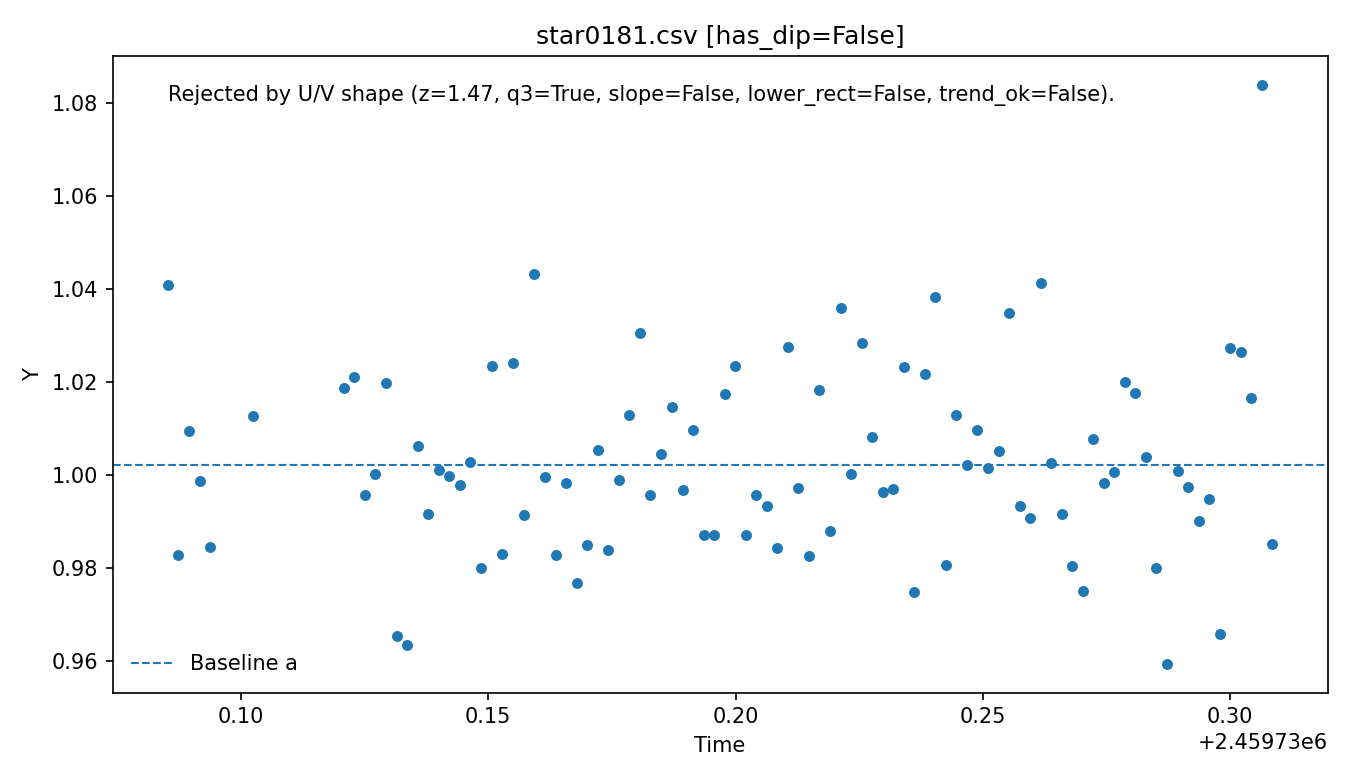 star0181.csv [has_dip=False]
Rejected by U/V shape (z=1.47, q3=True, slope=False, lower_rect=False, trend_ok=False).
1.08
1.06
1.04
1.02
1.00
0.98
0.96
Y
Baseline a
0.10 0.15 0.20 0.25 0.30
+2.45973e6
Time